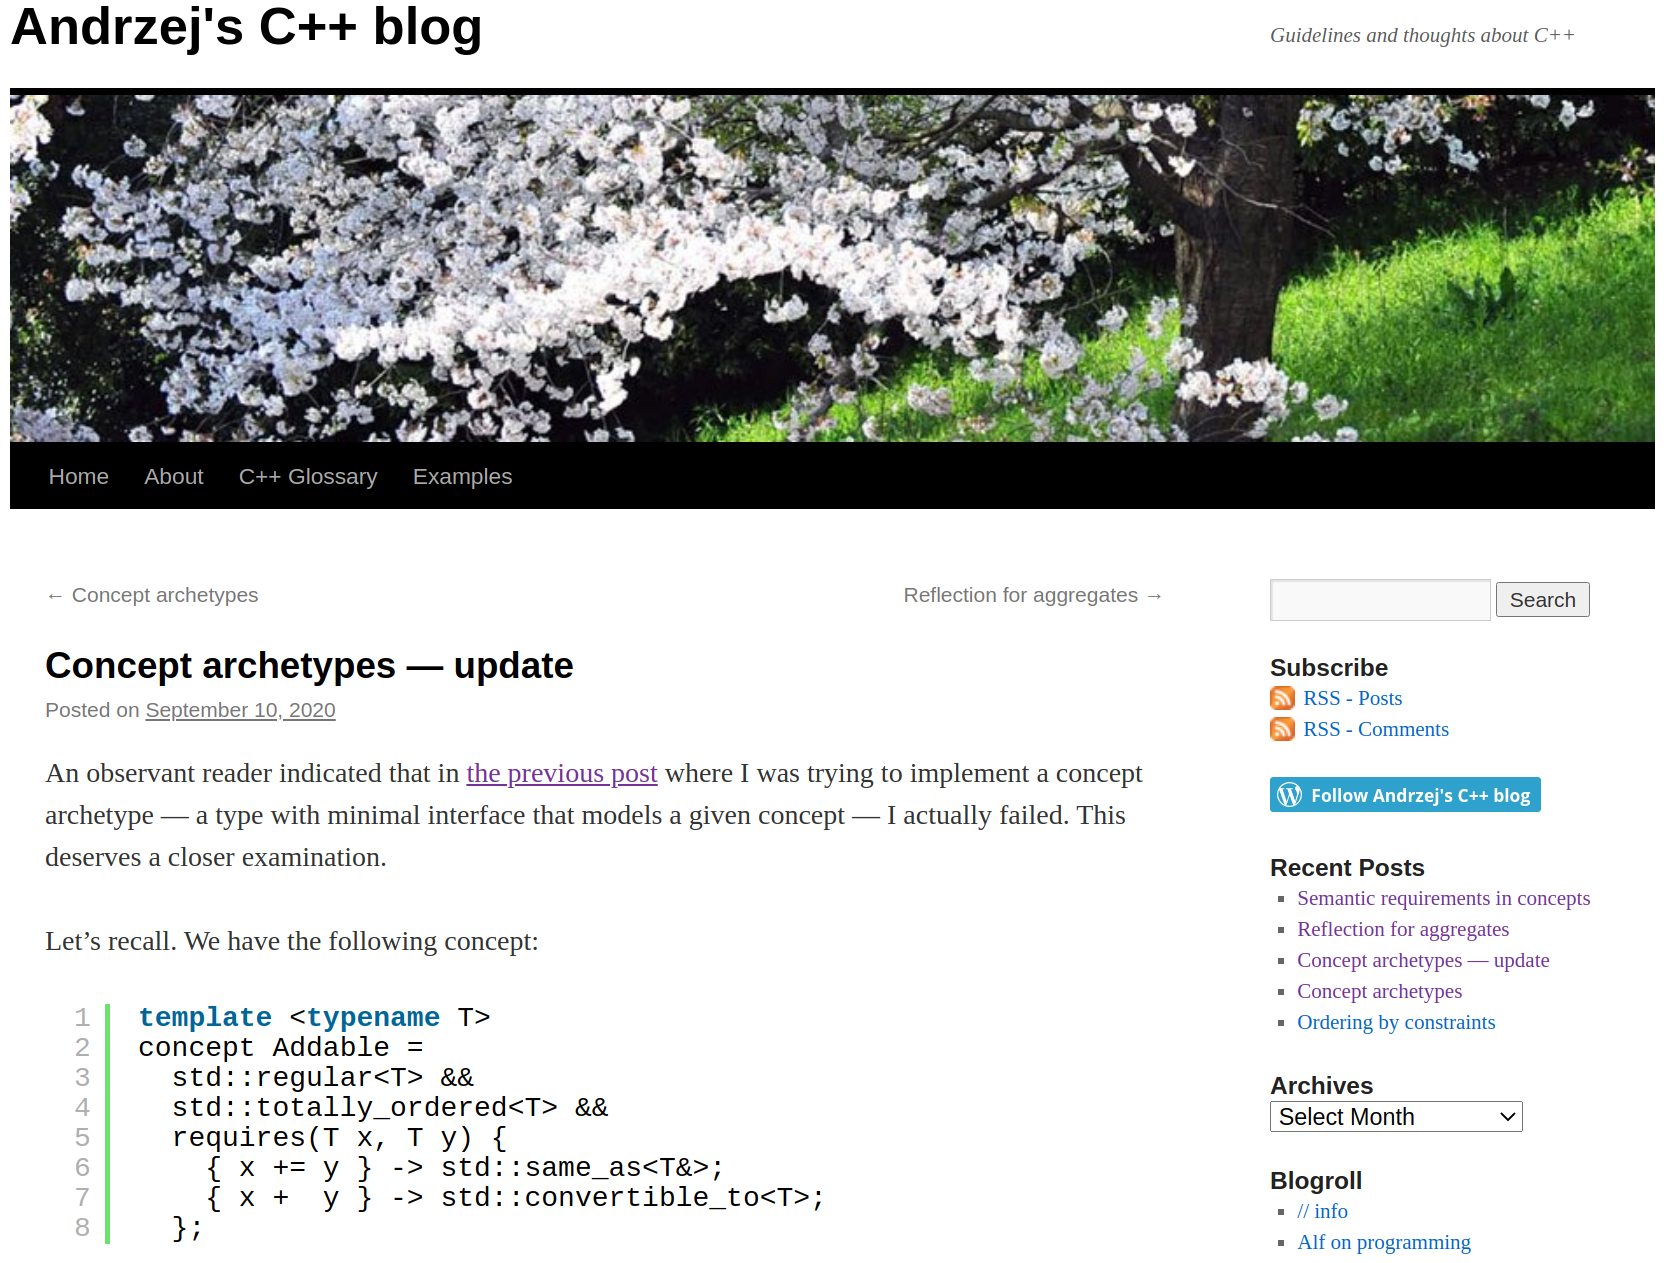 Andrzej's C++ blog
Guidelines and thoughts about C++
Home About C++ Glossary Examples
← Concept archetypes
Reflection for aggregates →
Concept archetypes — update
Posted on September 10, 2020
An observant reader indicated that in the previous post where I was trying to implement a concept
archetype — a type with minimal interface that models a given concept — I actually failed. This
deserves a closer examination.
Let’s recall. We have the following concept:
1 template <typename T>
2 concept Addable =
3   std::regular<T> &&
4   std::totally_ordered<T> &&
5   requires(T x, T y) {
6     { x += y } -> std::same_as<T&>;
7     { x +  y } -> std::convertible_to<T>;
8   };
Search
Subscribe
RSS - Posts
RSS - Comments
Follow Andrzej's C++ blog
Recent Posts
Semantic requirements in concepts
Reflection for aggregates
Concept archetypes — update
Concept archetypes
Ordering by constraints
Archives
Select Month
Blogroll
// info
Alf on programming